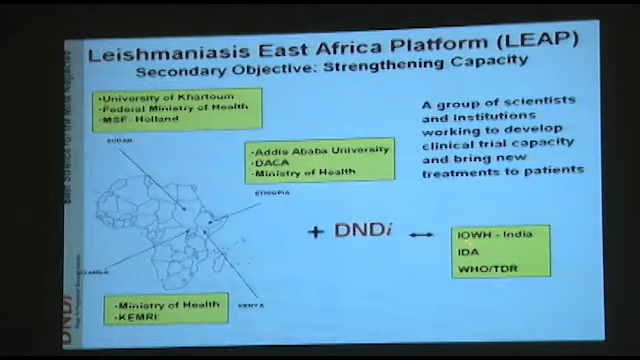 Leishmaniasis East Africa Platform (LEAP)
Secondary Objective: Strengthening Capacity
·University of Khartoum
·Federal Ministry of Health
·MSF- Holland
SUDAN
·Addis Ababa University
·DACA
·Ministry of Health
ETHIOPIA
A group of scientists
and institutions
working to develop
clinical trial capacity
and bring new
treatments to patients
+ DNDi ↔
IOWH - India
IDA
WHO/TDR
UGANDA
·Ministry of Health
·KEMRI
KENYA
DNDi